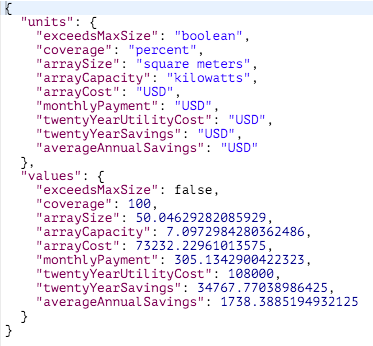 {
  "units": {
    "exceedsMaxSize": "boolean",
    "coverage": "percent",
    "arraySize": "square meters",
    "arrayCapacity": "kilowatts",
    "arrayCost": "USD",
    "monthlyPayment": "USD",
    "twentyYearUtilityCost": "USD",
    "twentyYearSavings": "USD",
    "averageAnnualSavings": "USD"
  },
  "values": {
    "exceedsMaxSize": false,
    "coverage": 100,
    "arraySize": 50.04629282085929,
    "arrayCapacity": 7.0972984280362486,
    "arrayCost": 73232.22961013575,
    "monthlyPayment": 305.1342900422323,
    "twentyYearUtilityCost": 108000,
    "twentyYearSavings": 34767.77038986425,
    "averageAnnualSavings": 1738.3885194932125
  }
}